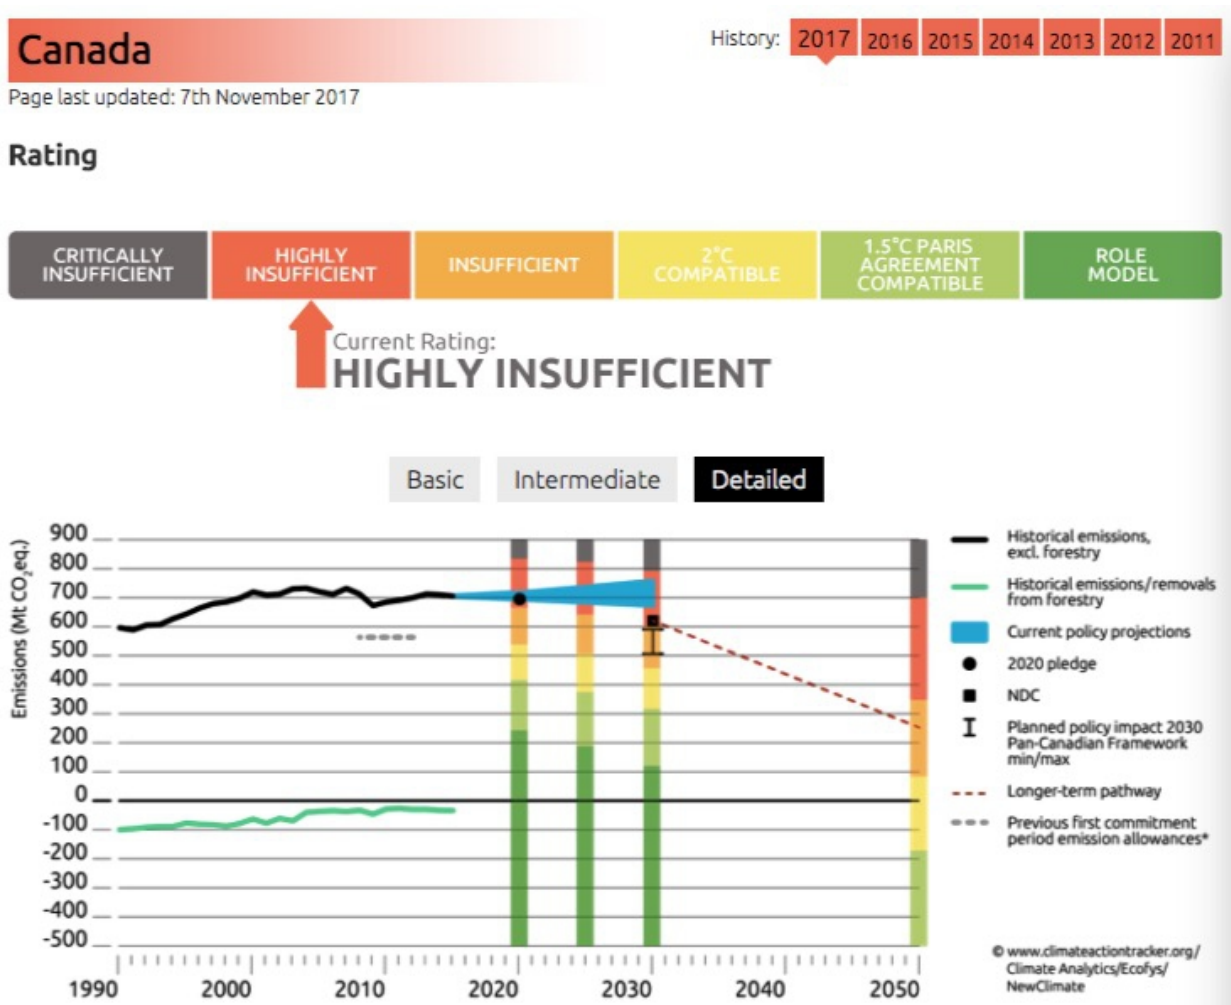 Canada
History: 2017 2016 2015 2014 2013 2012 2011
Page last updated: 7th November 2017
Rating
CRITICALLY
INSUFFICIENT
HIGHLY
INSUFFICIENT
INSUFFICIENT
2°C
COMPATIBLE
1.5°C PARIS
AGREEMENT
COMPATIBLE
ROLE
MODEL
Current Rating:
HIGHLY INSUFFICIENT
Basic Intermediate Detailed
Emissions (Mt CO₂eq.)
900
800
700
600
500
400
300
200
100
0
-100
-200
-300
-400
-500
1990 2000 2010 2020 2030 2040 2050
Historical emissions,
excl. forestry
Historical emissions/removals
from forestry
Current policy projections
2020 pledge
NDC
Planned policy impact 2030
Pan-Canadian Framework
min/max
Longer-term pathway
Previous first commitment
period emission allowances*
© www.climateactiontracker.org/
Climate Analytics/Ecofys/
NewClimate